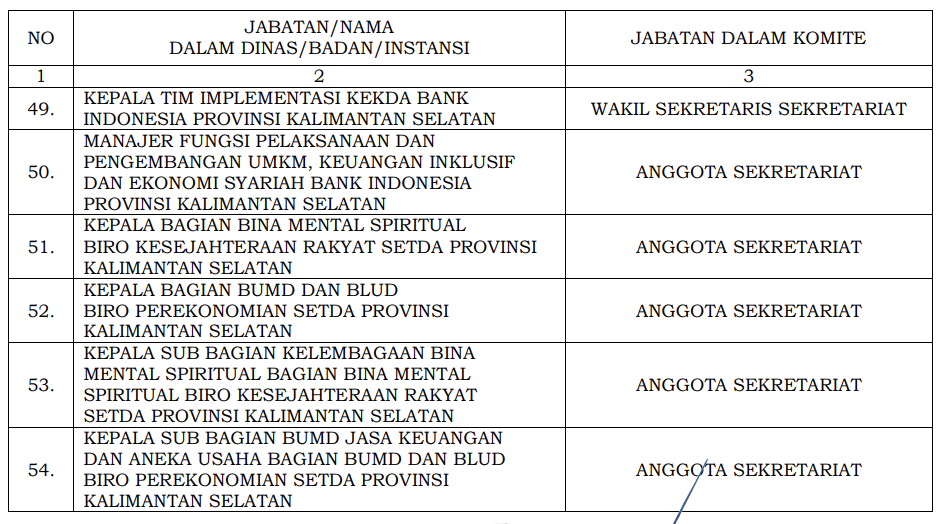 NO
JABATAN/NAMA
DALAM DINAS/BADAN/INSTANSI
JABATAN DALAM KOMITE
1
2
3
49.
KEPALA TIM IMPLEMENTASI KEKDA BANK
INDONESIA PROVINSI KALIMANTAN SELATAN
WAKIL SEKRETARIS SEKRETARIAT
50.
MANAJER FUNGSI PELAKSANAAN DAN
PENGEMBANGAN UMKM, KEUANGAN INKLUSIF
DAN EKONOMI SYARIAH BANK INDONESIA
PROVINSI KALIMANTAN SELATAN
ANGGOTA SEKRETARIAT
51.
KEPALA BAGIAN BINA MENTAL SPIRITUAL
BIRO KESEJAHTERAAN RAKYAT SETDA PROVINSI
KALIMANTAN SELATAN
ANGGOTA SEKRETARIAT
52.
KEPALA BAGIAN BUMD DAN BLUD
BIRO PEREKONOMIAN SETDA PROVINSI
KALIMANTAN SELATAN
ANGGOTA SEKRETARIAT
53.
KEPALA SUB BAGIAN KELEMBAGAAN BINA
MENTAL SPIRITUAL BAGIAN BINA MENTAL
SPIRITUAL BIRO KESEJAHTERAAN RAKYAT
SETDA PROVINSI KALIMANTAN SELATAN
ANGGOTA SEKRETARIAT
54.
KEPALA SUB BAGIAN BUMD JASA KEUANGAN
DAN ANEKA USAHA BAGIAN BUMD DAN BLUD
BIRO PEREKONOMIAN SETDA PROVINSI
KALIMANTAN SELATAN
ANGGOTA SEKRETARIAT